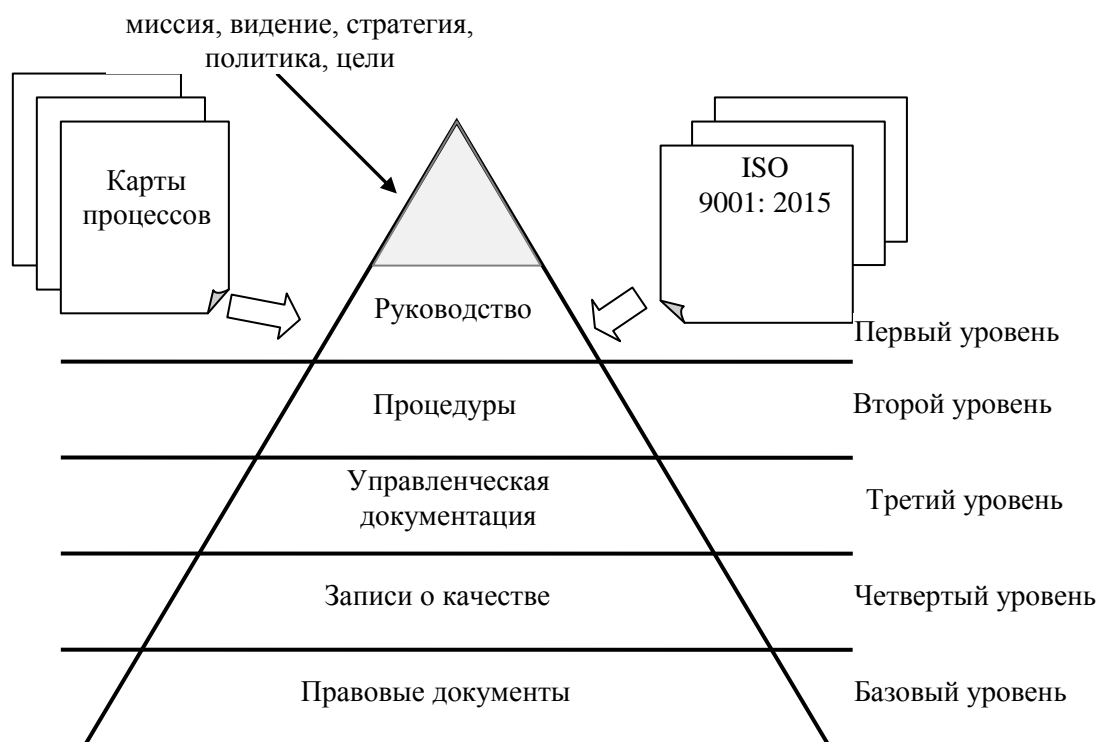 миссия, видение, стратегия,
политика, цели
Карты
процессов
ISO
9001: 2015
Руководство
Первый уровень
Процедуры
Второй уровень
Управленческая
документация
Третий уровень
Записи о качестве
Четвертый уровень
Правовые документы
Базовый уровень